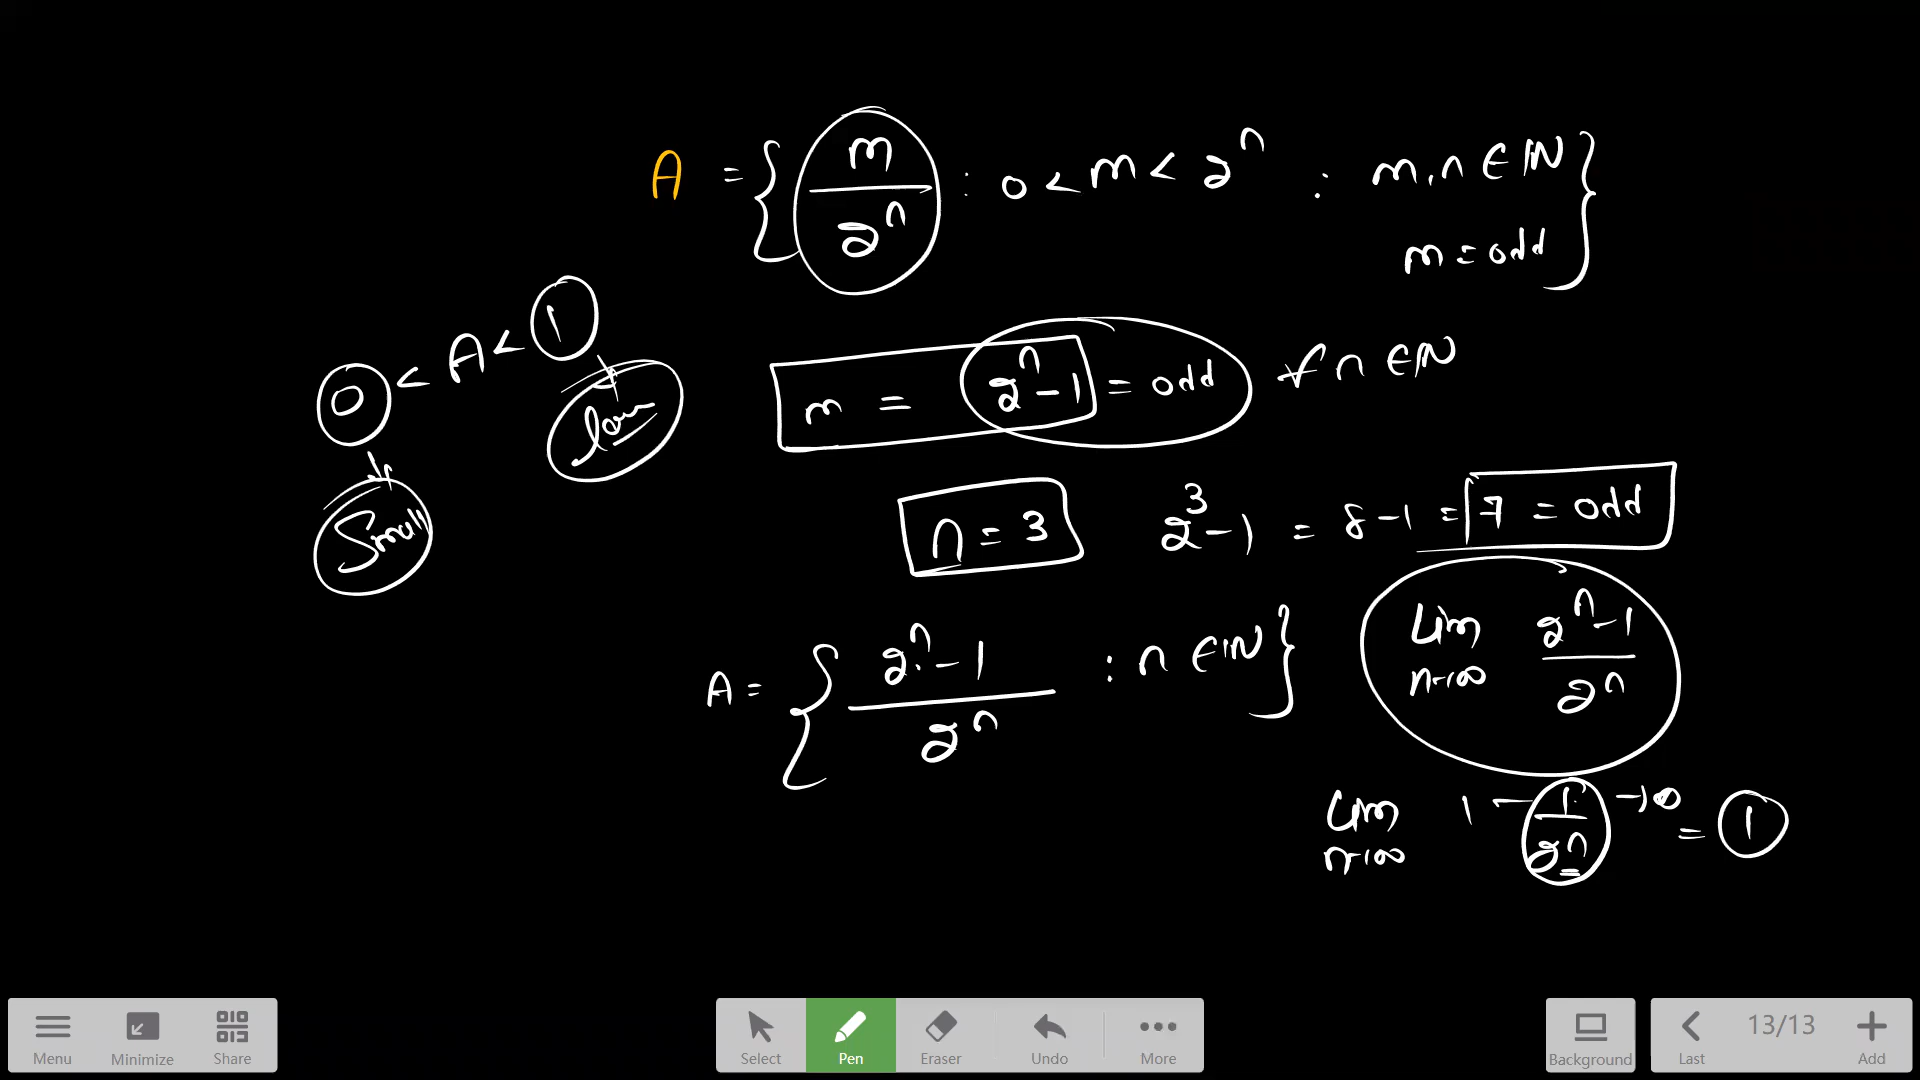 A = { m/2^n : 0 < m < 2^n : m, n ∈ ℕ
m = odd }
0 < A < 1
m = 2^n - 1 = odd ∀ n ∈ ℕ
Small
n = 3 2^3 - 1 = 8 - 1 = 7 = odd
A = { 2^n - 1 / 2^n : n ∈ ℕ }
Lim n→∞ 2^n - 1 / 2^n
Lim n→∞ 1 - 1/2^n → 0 = 1
Menu
Minimize
Share
Select
Pen
Eraser
Undo
More
Background
Last
13/13
Add